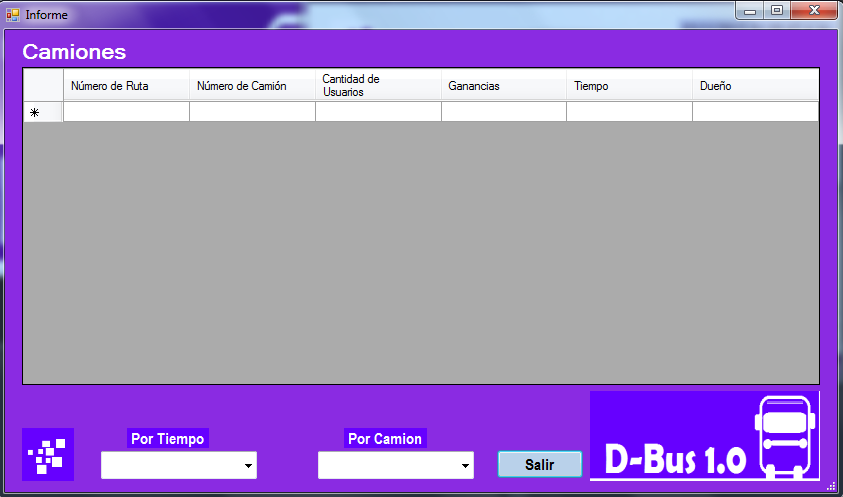 Informe
Camiones
Número de Ruta
Número de Camión
Cantidad de
Usuarios
Ganancias
Tiempo
Dueño
Por Tiempo
Por Camion
Salir
D-Bus 1.0